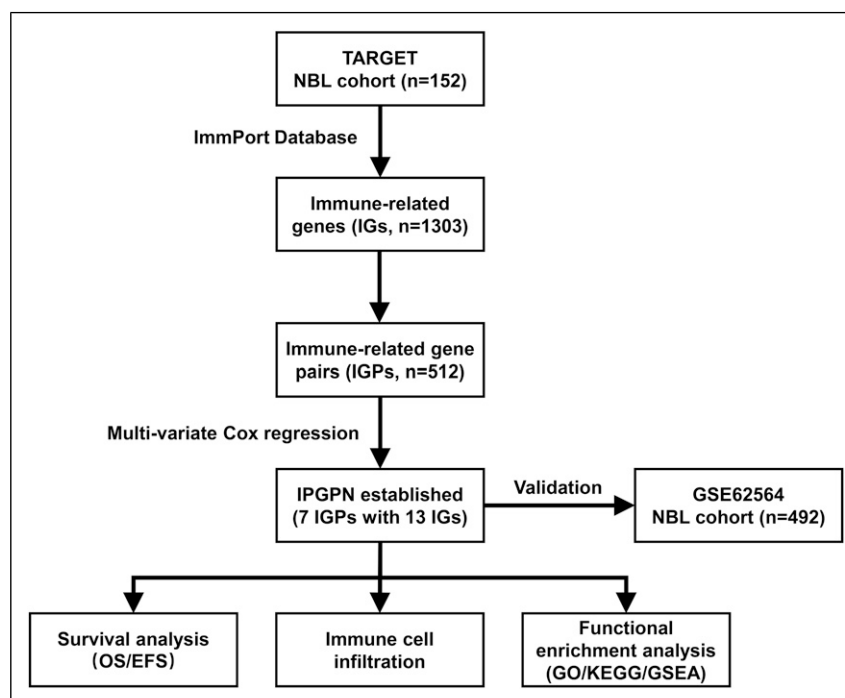 TARGET
NBL cohort (n=152)
ImmPort Database
Immune-related
genes (IGs, n=1303)
Immune-related gene
pairs (IGPs, n=512)
Multi-variate Cox regression
IPGPN established
(7 IGPs with 13 IGs)
Validation
GSE62564
NBL cohort (n=492)
Survival analysis
(OS/EFS)
Immune cell
infiltration
Functional
enrichment analysis
(GO/KEGG/GSEA)